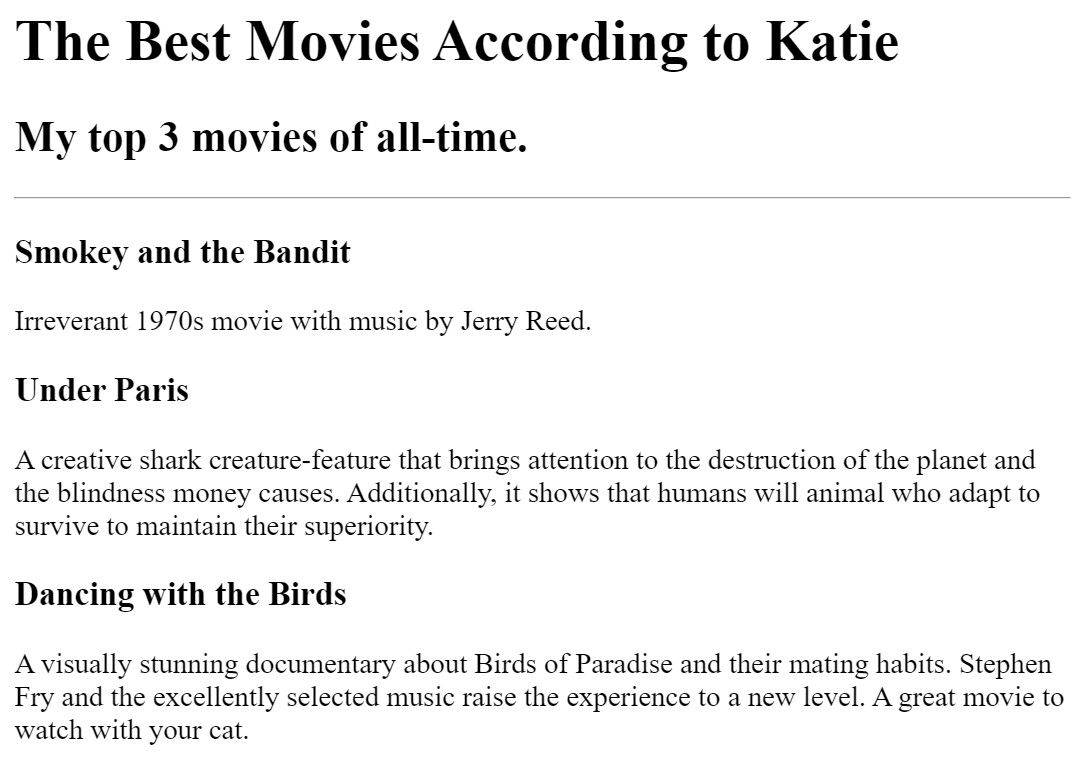 The Best Movies According to Katie
My top 3 movies of all-time.
Smokey and the Bandit
Irreverant 1970s movie with music by Jerry Reed.
Under Paris
A creative shark creature-feature that brings attention to the destruction of the planet and
the blindness money causes. Additionally, it shows that humans will animal who adapt to
survive to maintain their superiority.
Dancing with the Birds
A visually stunning documentary about Birds of Paradise and their mating habits. Stephen
Fry and the excellently selected music raise the experience to a new level. A great movie to
watch with your cat.